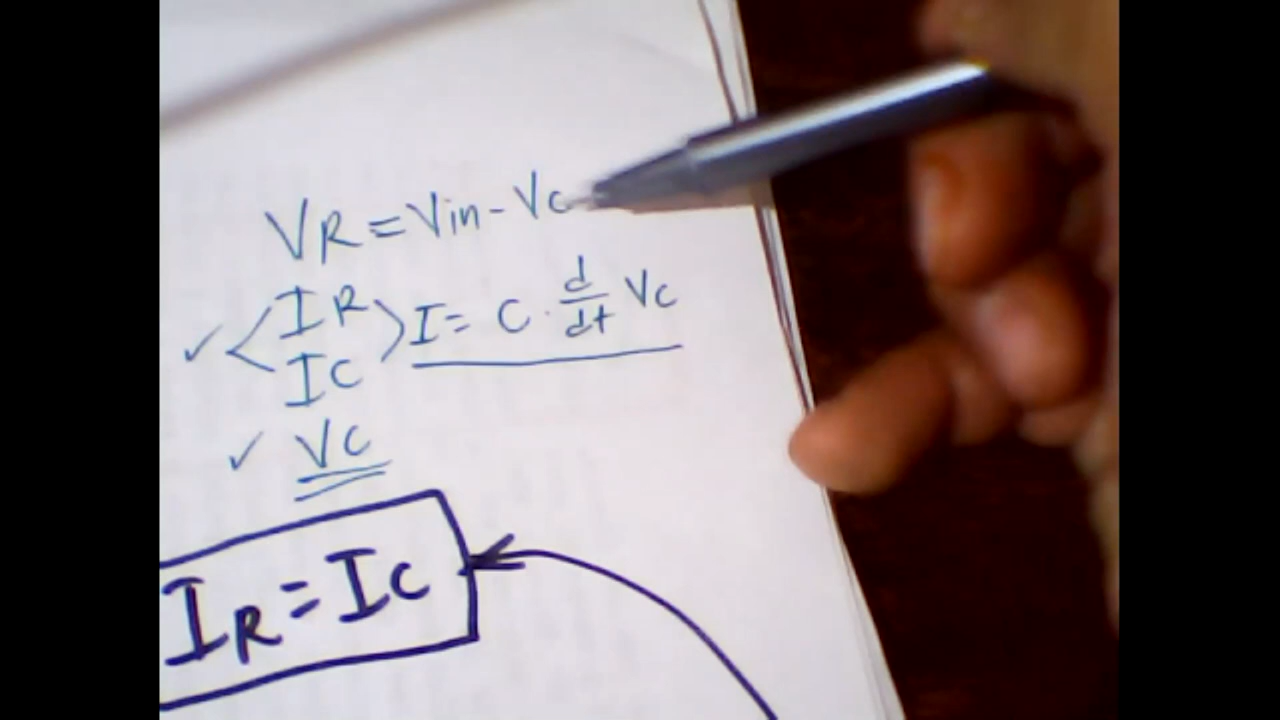 VR = Vin - Vc
IR
I = C · d/dt Vc
IC
VC
IR = IC